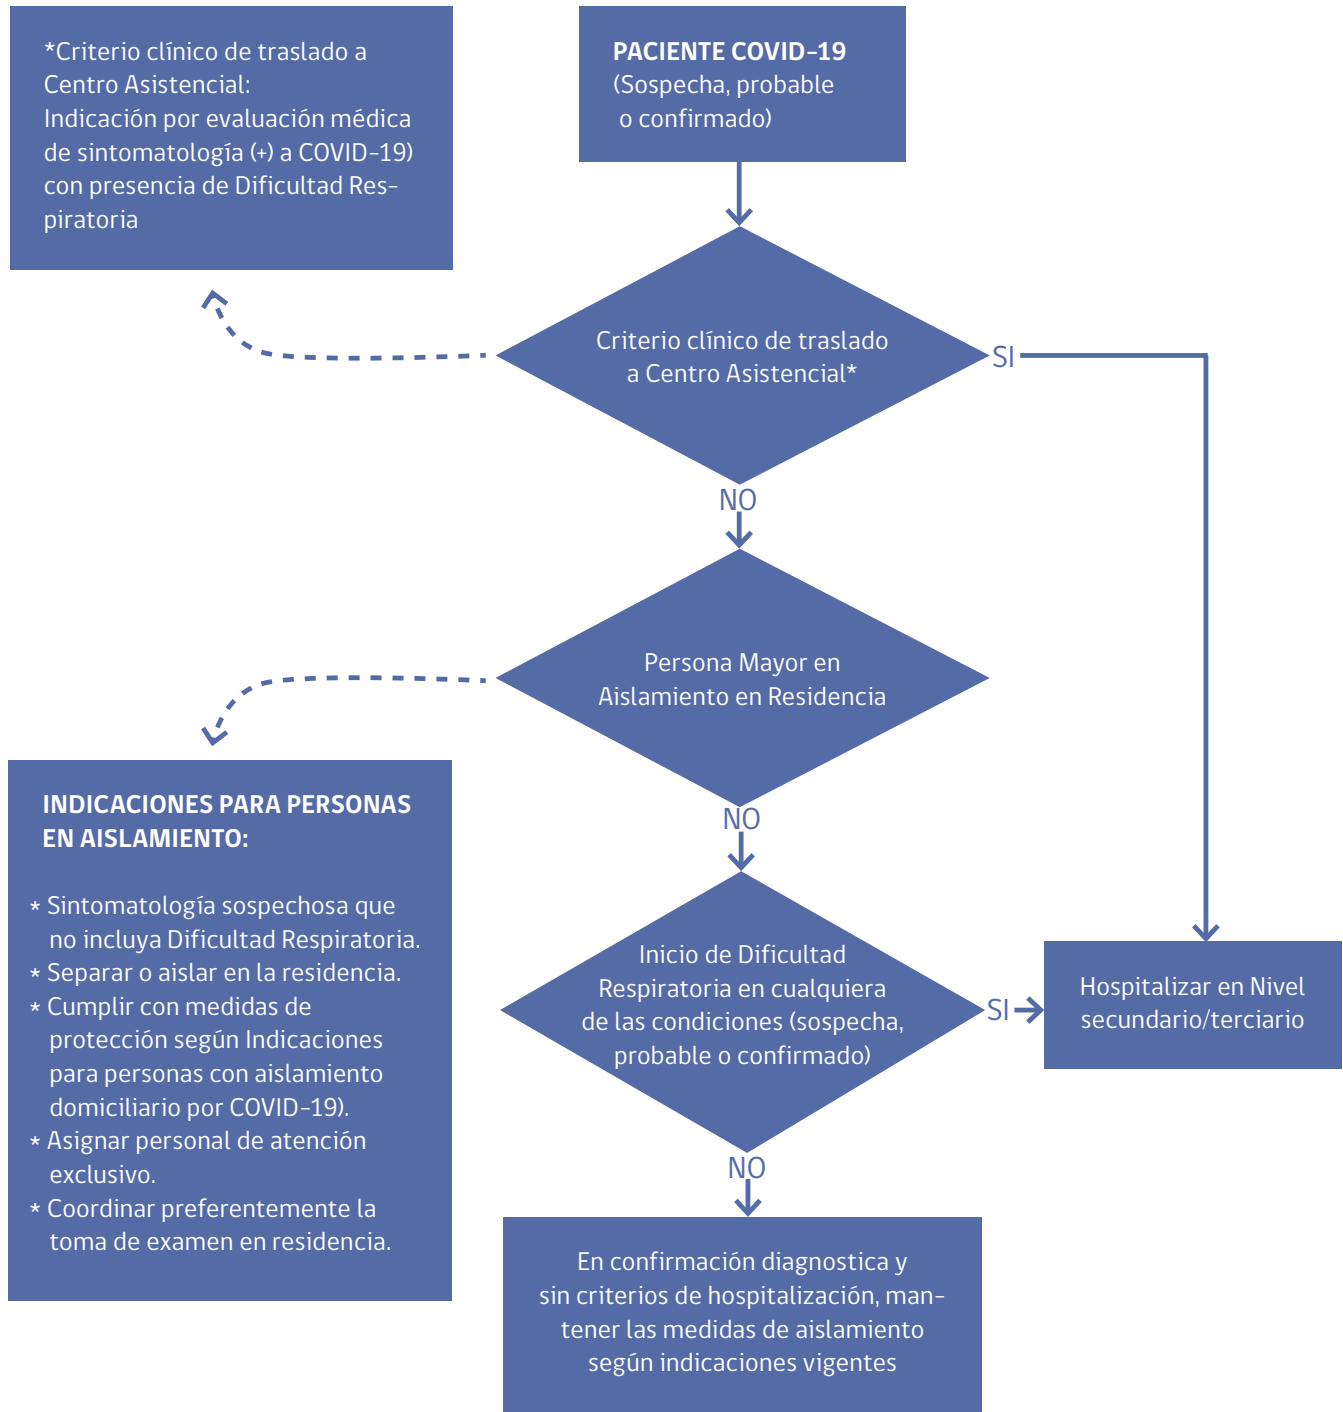 *Criterio clínico de traslado a
Centro Asistencial:
Indicación por evaluación médica
de sintomatología (+) a COVID-19)
con presencia de Dificultad Res-
piratoria
PACIENTE COVID-19
(Sospecha, probable
o confirmado)
Criterio clínico de traslado
a Centro Asistencial*
SI
NO
Persona Mayor en
Aislamiento en Residencia
NO
INDICACIONES PARA PERSONAS
EN AISLAMIENTO:
* Sintomatología sospechosa que
no incluya Dificultad Respiratoria.
* Separar o aislar en la residencia.
* Cumplir con medidas de
protección según Indicaciones
para personas con aislamiento
domiciliario por COVID-19).
* Asignar personal de atención
exclusivo.
* Coordinar preferentemente la
toma de examen en residencia.
Inicio de Dificultad
Respiratoria en cualquiera
de las condiciones (sospecha,
probable o confirmado)
SI
Hospitalizar en Nivel
secundario/terciario
NO
En confirmación diagnostica y
sin criterios de hospitalización, man-
tener las medidas de aislamiento
según indicaciones vigentes